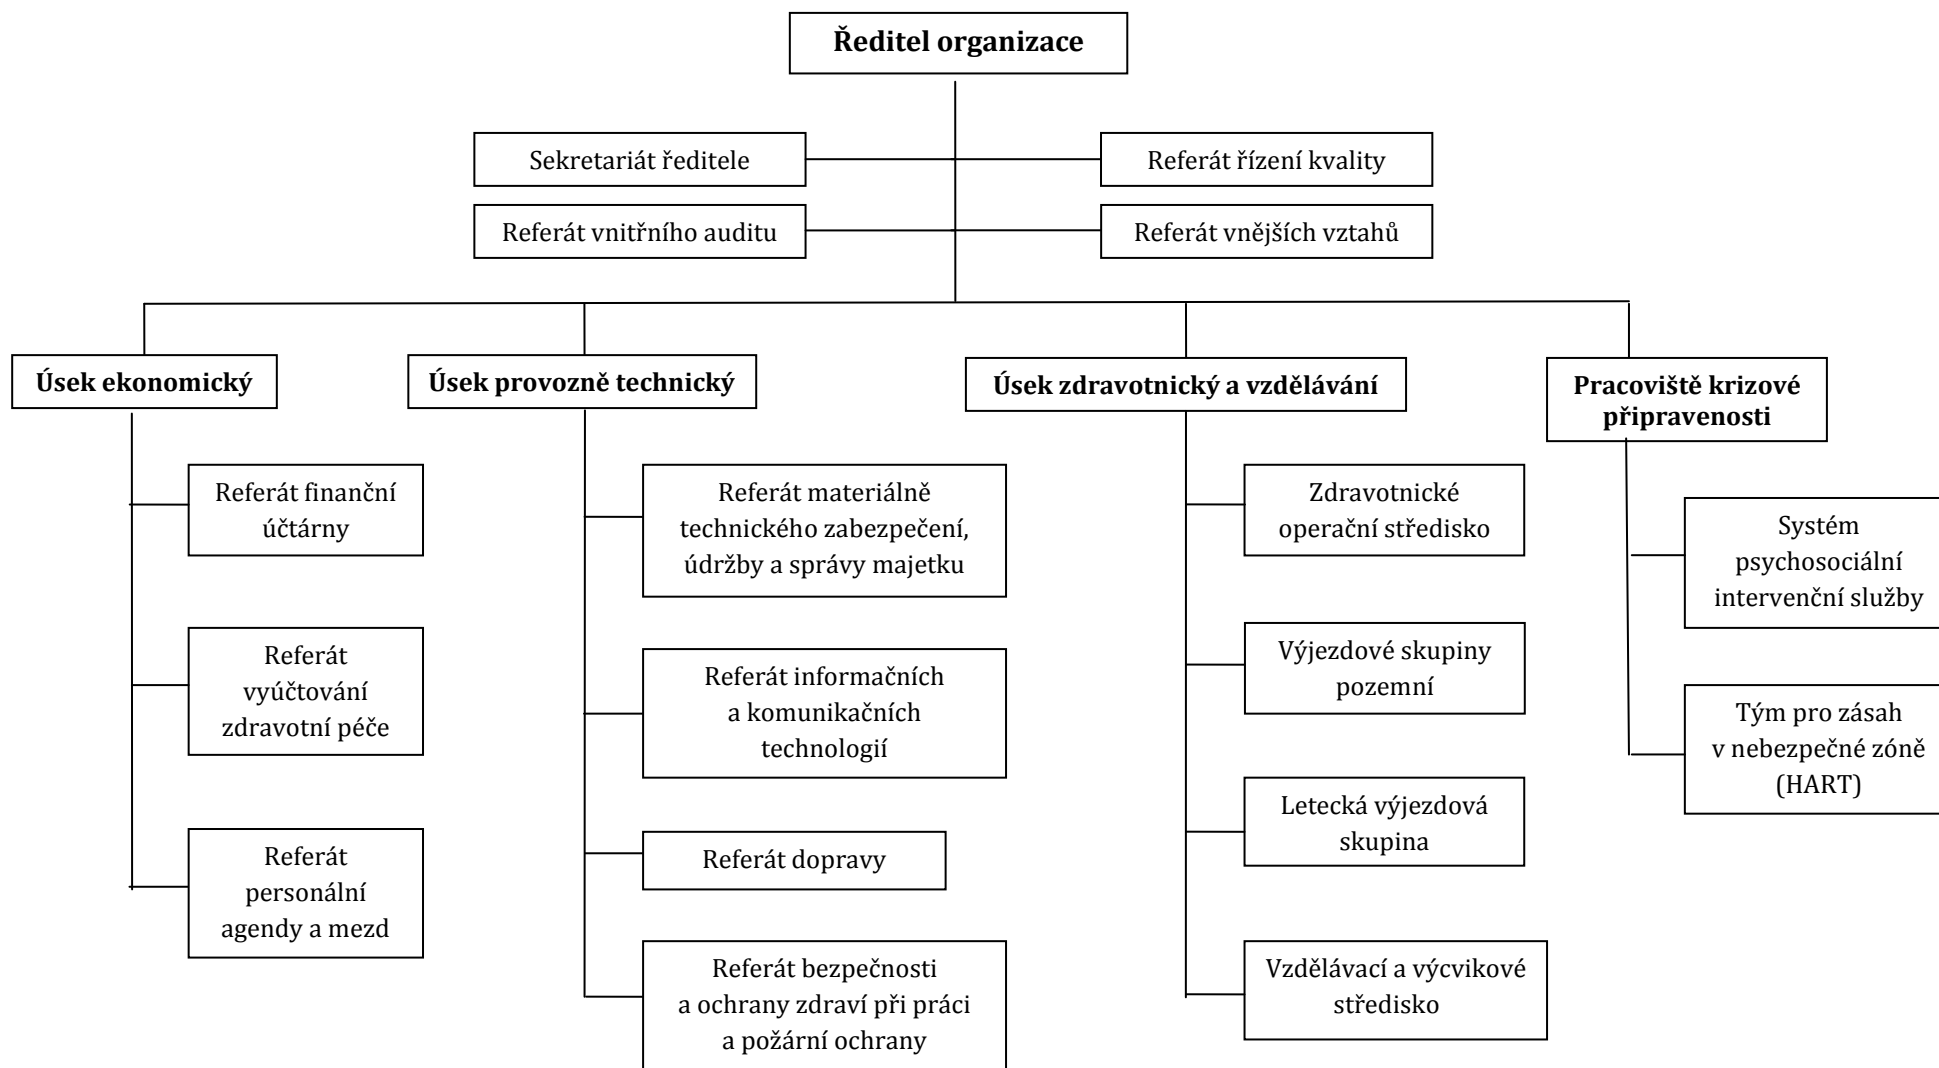 Ředitel organizace
Sekretariát ředitele
Referát řízení kvality
Referát vnitřního auditu
Referát vnějších vztahů
Úsek ekonomický
Úsek provozně technický
Úsek zdravotnický a vzdělávání
Pracoviště krizové
připravenosti
Referát finanční
účtárny
Referát
vyúčtování
zdravotní péče
Referát
personální
agendy a mezd
Referát materiálně
technického zabezpečení,
údržby a správy majetku
Referát informačních
a komunikačních
technologií
Referát dopravy
Referát bezpečnosti
a ochrany zdraví při práci
a požární ochrany
Zdravotnické
operační středisko
Výjezdové skupiny
pozemní
Letecká výjezdová
skupina
Vzdělávací a výcvikové
středisko
Systém
psychosociální
intervenční služby
Tým pro zásah
v nebezpečné zóně
(HART)